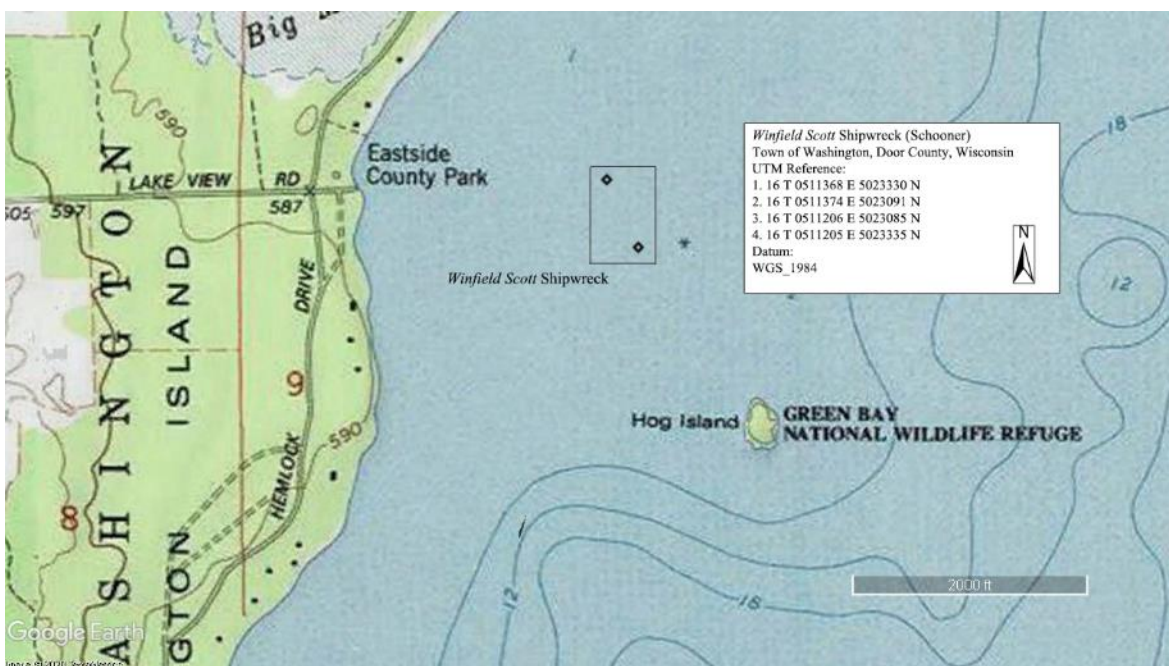 Big
590
Eastside
County Park
LAKE VIEW RD
587
597
WASHINGTON
ISLAND
DRIVE
HEMLOCK
9
590
8
INGTON
Winfield Scott Shipwreck
Winfield Scott Shipwreck (Schooner)
Town of Washington, Door County, Wisconsin
UTM Reference:
1. 16 T 0511368 E 5023330 N
2. 16 T 0511374 E 5023091 N
3. 16 T 0511206 E 5023085 N
4. 16 T 0511205 E 5023335 N
Datum:
WGS_1984
N
18
12
Hog Island
GREEN BAY
NATIONAL WILDLIFE REFUGE
12
18
2000 ft
Google Earth